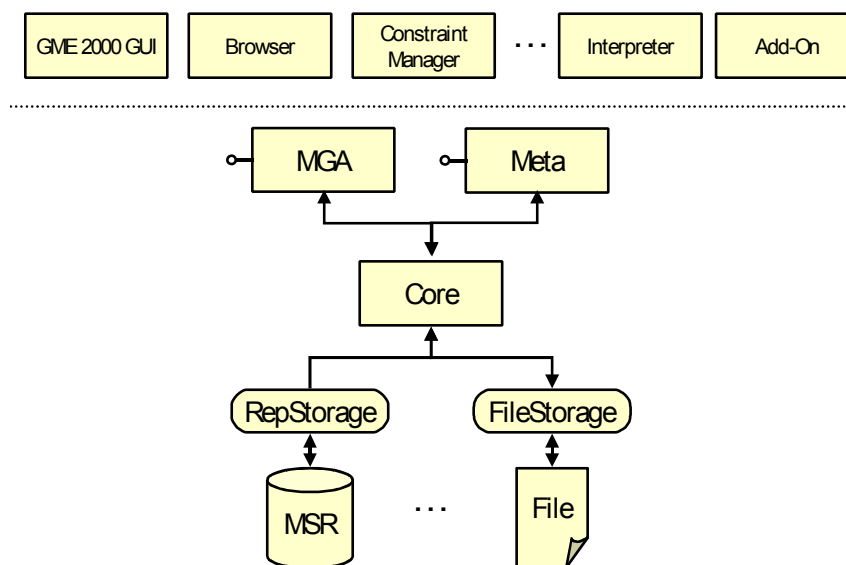 GME 2000 GUI
Browser
Constraint
Manager
...
Interpreter
Add-On
MGA
Meta
Core
RepStorage
FileStorage
MSR
...
File